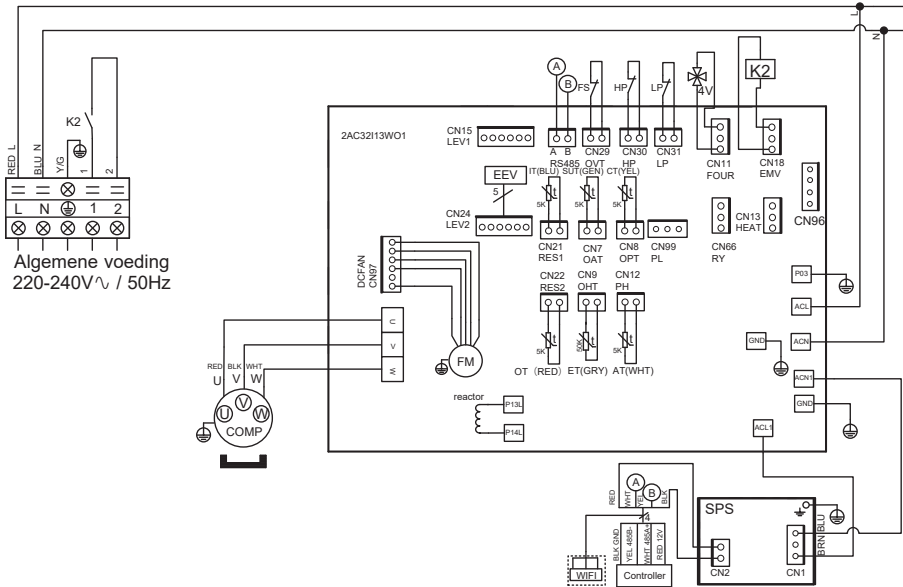 L
N
RED L
BLU N
Y/G
K2
1
2
L N 1 2
Algemene voeding
220-240V∿ / 50Hz
2AC32I13WO1
CN15
LEV1
A
B
FS
HP
LP
4V
K2
A B
RS485
CN29
OVT
CN30
HP
CN31
LP
CN11
FOUR
CN18
EMV
EEV
5
CN24
LEV2
IT(BLU) SUT(GEN) CT(YEL)
5K t
5K t
5K t
CN21
RES1
CN7
OAT
CN8
OPT
CN99
PL
CN66
RY
CN13
HEAT
CN96
DCFAN
CN97
CN22
RES2
CN9
OHT
CN12
PH
5K t
50K t
5K t
OT (RED) ET(GRY) AT(WHT)
P03
ACL
ACN
GND
ACN1
GND
ACL1
U
V
W
FM
RED BLK WHT
U V W
U V W
COMP
reactor
P13L
P14L
RED
WHT
A
YEL
B
BLK
4
BLK GND
YEL 485B-
WHT 485A+
RED 12V
WIFI
Controller
SPS
CN2
CN1
BRN BLU